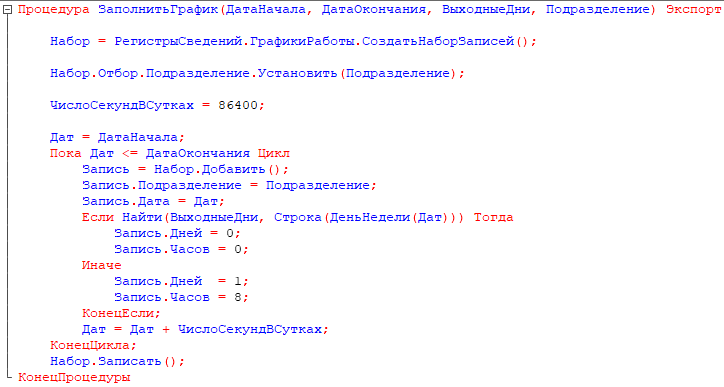 Процедура ЗаполнитьГрафик(ДатаНачала, ДатаОкончания, ВыходныеДни, Подразделение) Экспорт
Набор = РегистрыСведений.ГрафикиРаботы.СоздатьНаборЗаписей();
Набор.Отбор.Подразделение.Установить(Подразделение);
ЧислоСекундВСутках = 86400;
Дат = ДатаНачала;
Пока Дат <= ДатаОкончания Цикл
Запись = Набор.Добавить();
Запись.Подразделение = Подразделение;
Запись.Дата = Дат;
Если Найти(ВыходныеДни, Строка(ДеньНедели(Дат))) Тогда
Запись.Дней = 0;
Запись.Часов = 0;
Иначе
Запись.Дней  = 1;
Запись.Часов = 8;
КонецЕсли;
Дат = Дат + ЧислоСекундВСутках;
КонецЦикла;
Набор.Записать();
КонецПроцедуры